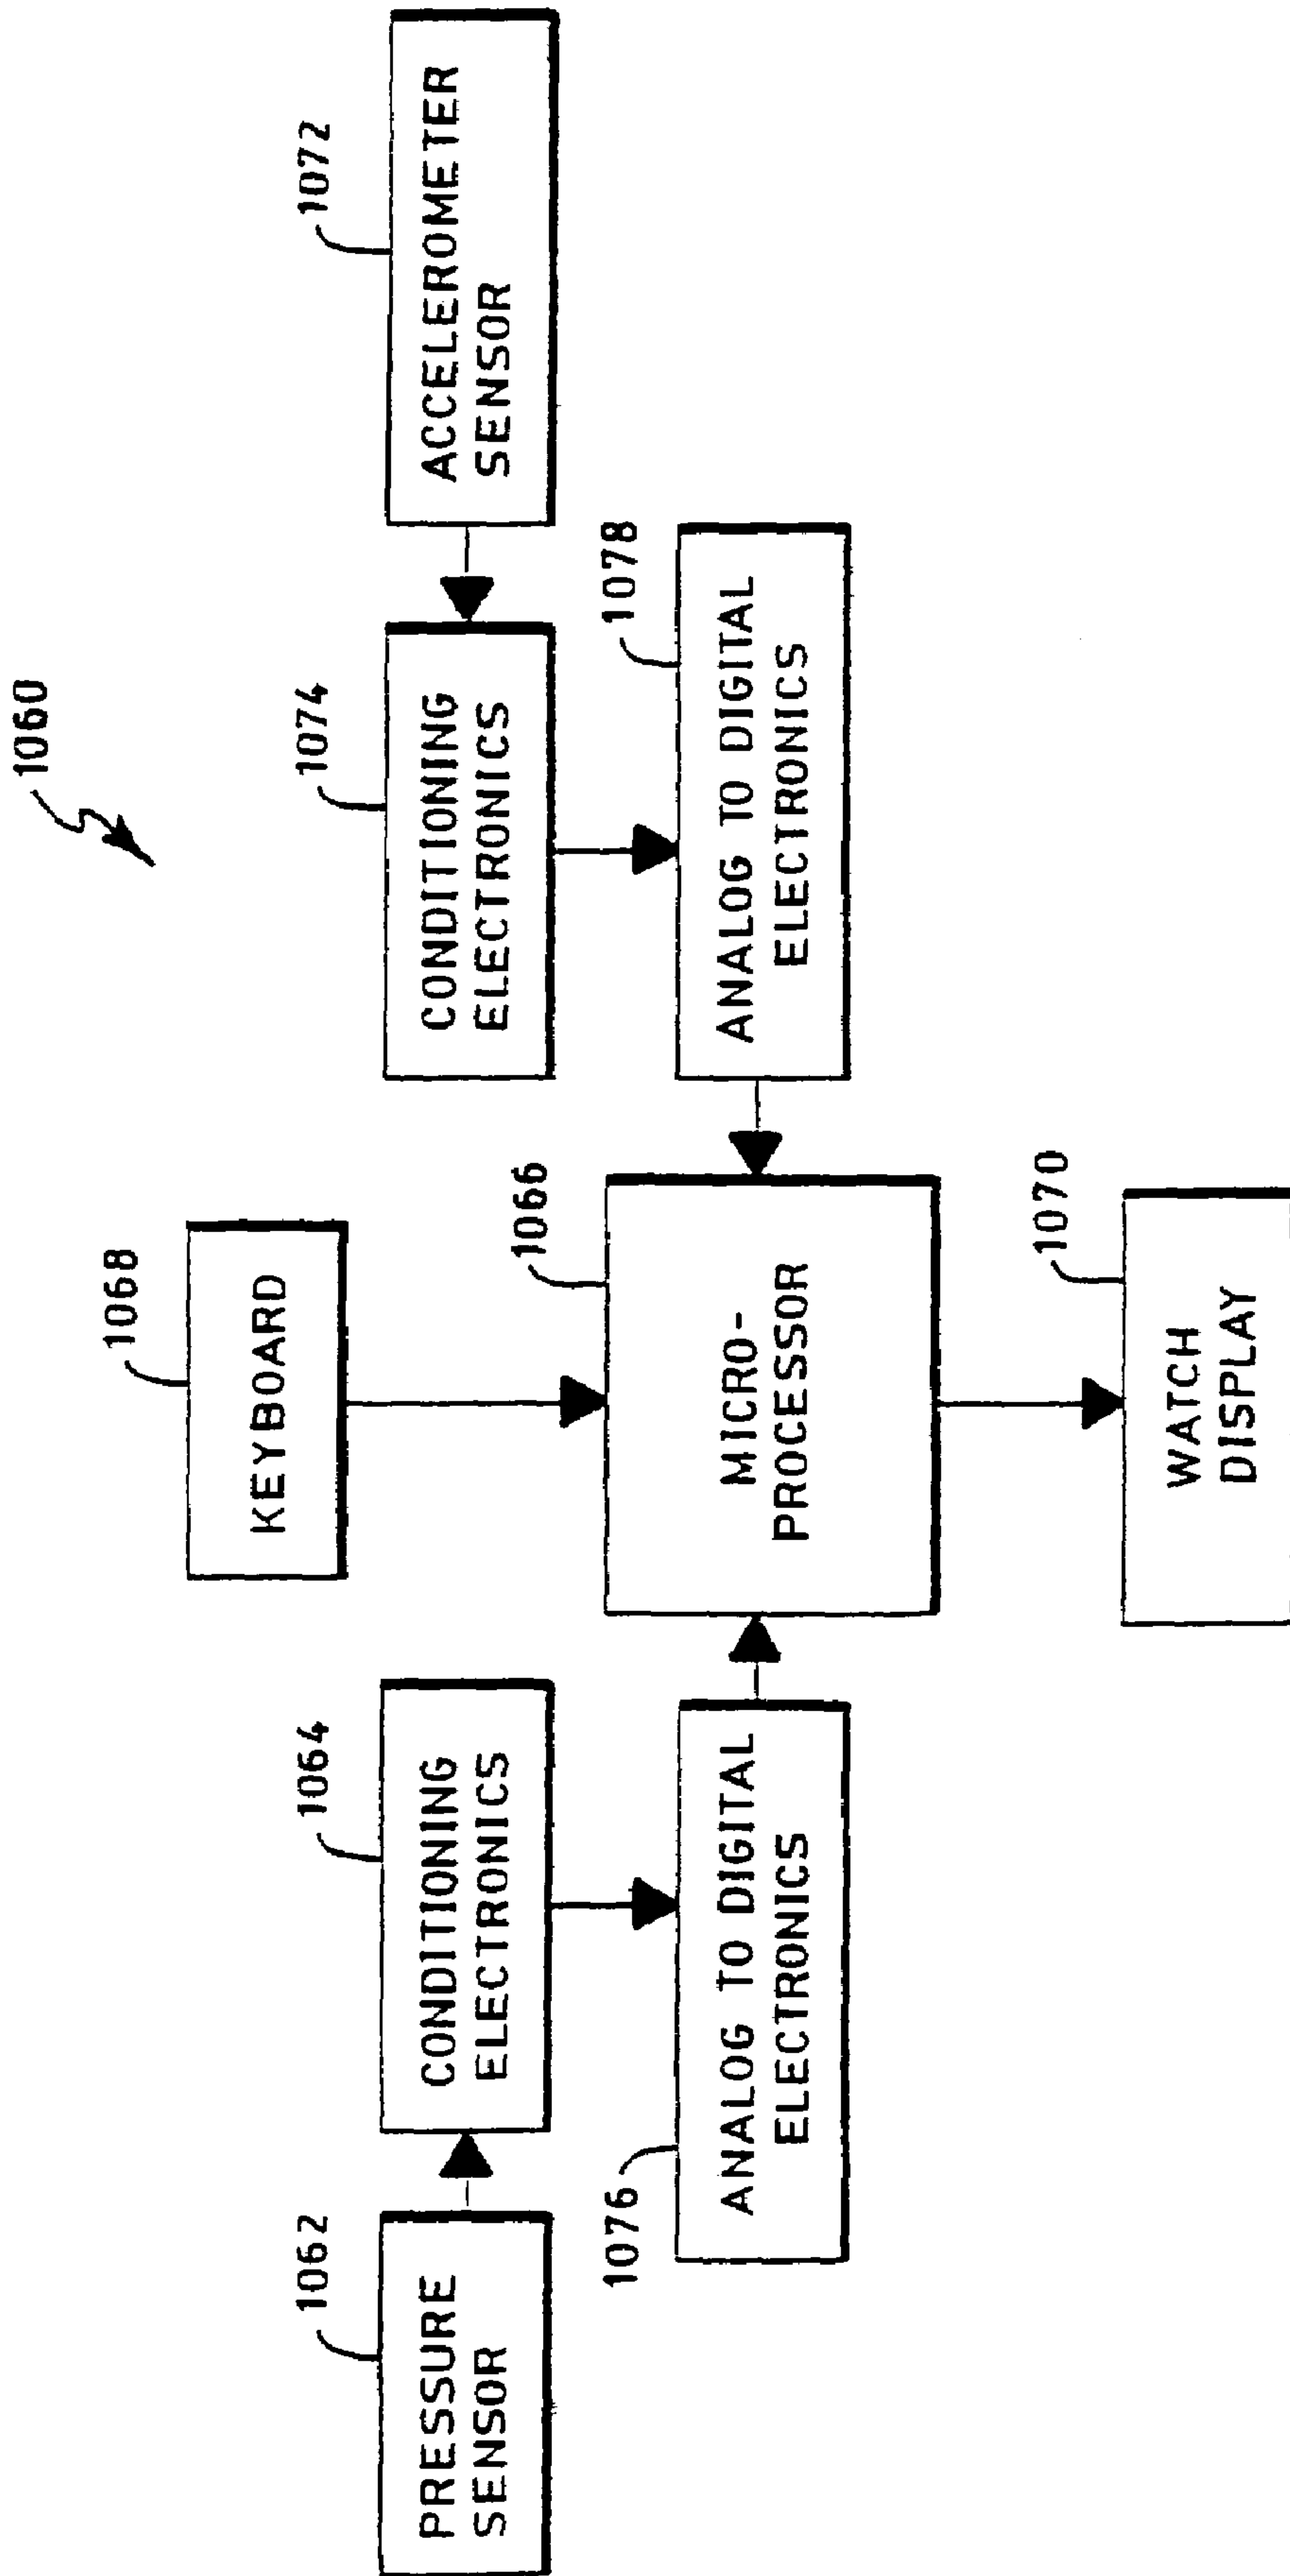 1060
1068
KEYBOARD
1062
PRESSURE
SENSOR
1064
CONDITIONING
ELECTRONICS
1074
CONDITIONING
ELECTRONICS
1072
ACCELEROMETER
SENSOR
1076
ANALOG TO DIGITAL
ELECTRONICS
1066
MICRO-
PROCESSOR
1078
ANALOG TO DIGITAL
ELECTRONICS
1070
WATCH
DISPLAY